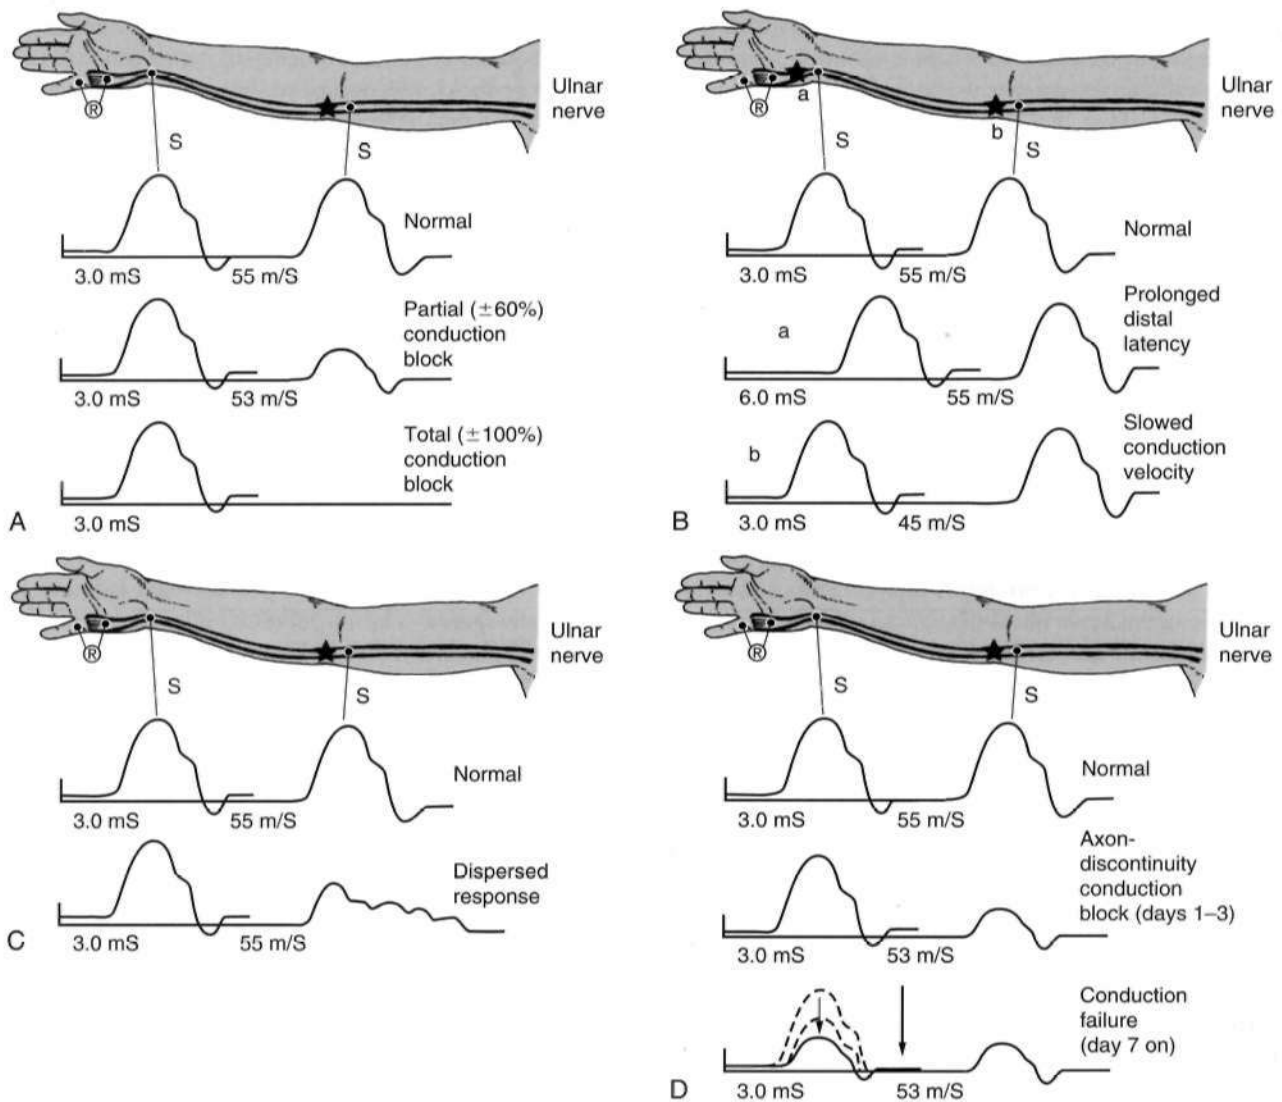 A
Ulnar
nerve
R
S
S
Normal
3.0 mS
55 m/S
Partial (±60%)
conduction
block
3.0 mS
53 m/S
Total (±100%)
conduction
block
3.0 mS
B
Ulnar
nerve
R
a
b
S
S
Normal
3.0 mS
55 m/S
Prolonged
distal
latency
a
6.0 mS
55 m/S
Slowed
conduction
velocity
b
3.0 mS
45 m/S
C
Ulnar
nerve
R
S
S
Normal
3.0 mS
55 m/S
Dispersed
response
3.0 mS
55 m/S
D
Ulnar
nerve
R
S
S
Normal
3.0 mS
55 m/S
Axon-
discontinuity
conduction
block (days 1–3)
3.0 mS
53 m/S
Conduction
failure
(day 7 on)
3.0 mS
53 m/S